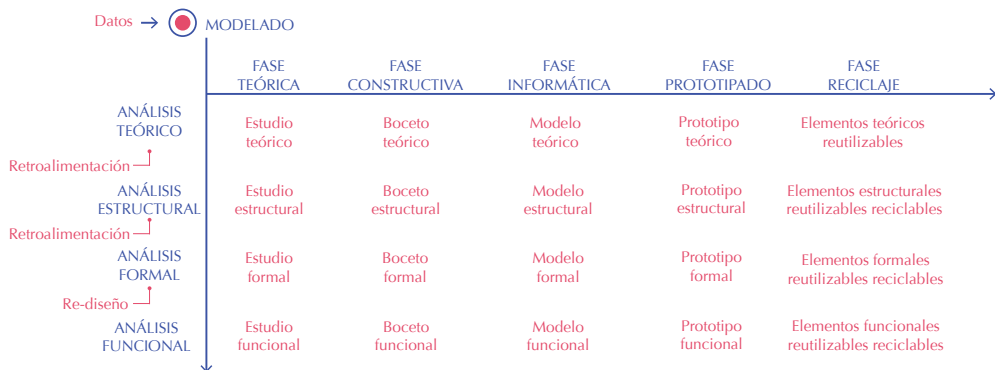 Datos
MODELADO
FASE
TEÓRICA
FASE
CONSTRUCTIVA
FASE
INFORMÁTICA
FASE
PROTOTIPADO
FASE
RECICLAJE
ANÁLISIS
TEÓRICO
Estudio
teórico
Boceto
teórico
Modelo
teórico
Prototipo
teórico
Elementos teóricos
reutilizables
Retroalimentación
ANÁLISIS
ESTRUCTURAL
Estudio
estructural
Boceto
estructural
Modelo
estructural
Prototipo
estructural
Elementos estructurales
reutilizables reciclables
Retroalimentación
ANÁLISIS
FORMAL
Estudio
formal
Boceto
formal
Modelo
formal
Prototipo
formal
Elementos formales
reutilizables reciclables
Re-diseño
ANÁLISIS
FUNCIONAL
Estudio
funcional
Boceto
funcional
Modelo
funcional
Prototipo
funcional
Elementos funcionales
reutilizables reciclables